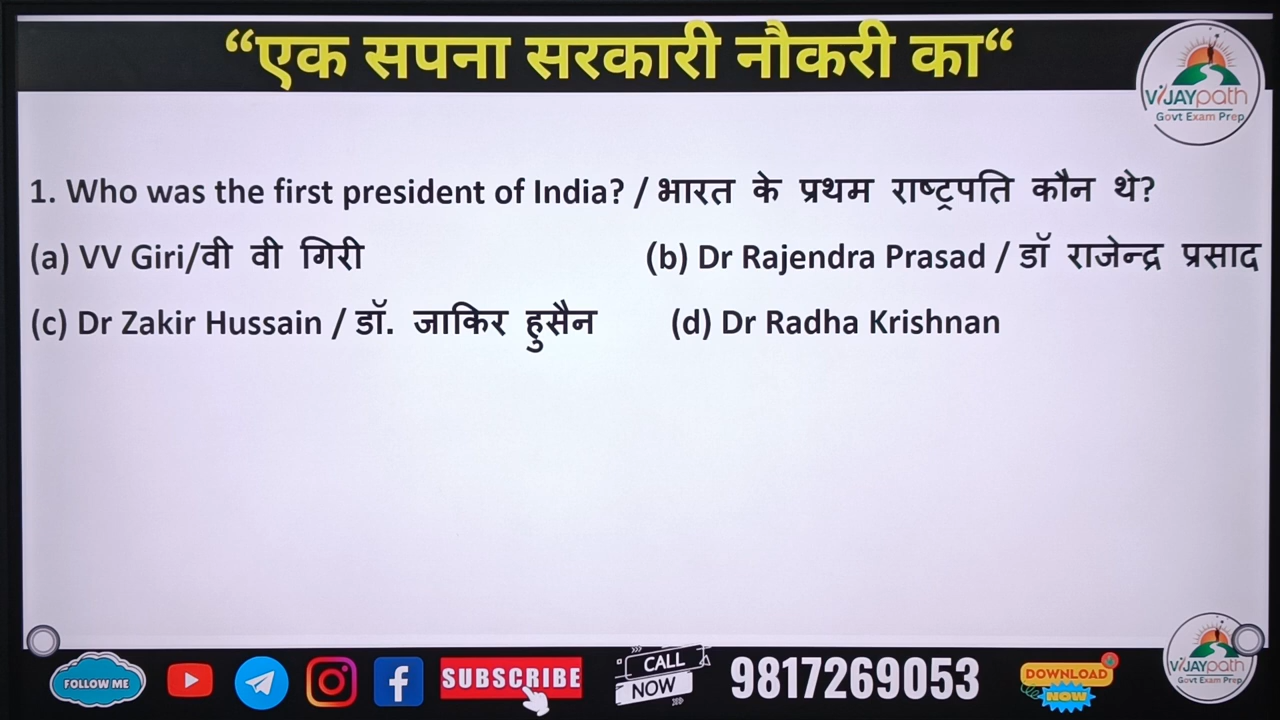 “एक सपना सरकारी नौकरी का“
VIJAYpath
Govt Exam Prep
1. Who was the first president of India? / भारत के प्रथम राष्ट्रपति कौन थे?
(a) VV Giri/वी वी गिरी (b) Dr Rajendra Prasad / डॉ राजेन्द्र प्रसाद
(c) Dr Zakir Hussain / डॉ. जाकिर हुसैन (d) Dr Radha Krishnan
FOLLOW ME
SUBSCRIBE
CALL
NOW
9817269053
DOWNLOAD
NOW
VIJAYpath
Govt Exam Prep